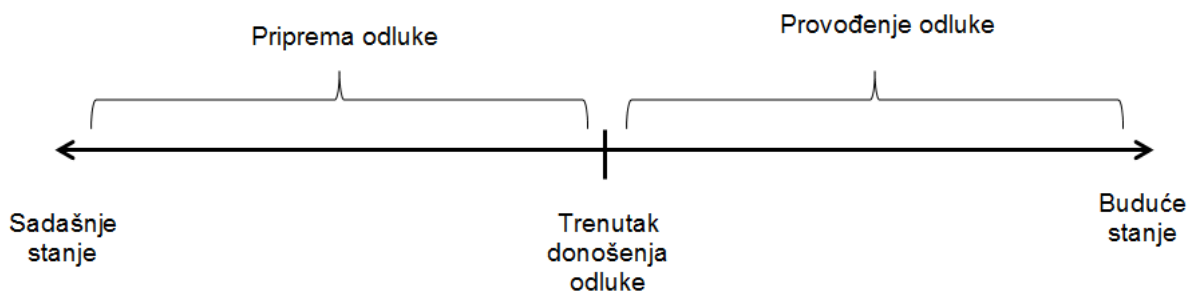 Priprema odluke
Provođenje odluke
Sadašnje
stanje
Trenutak
donošenja
odluke
Buduće
stanje